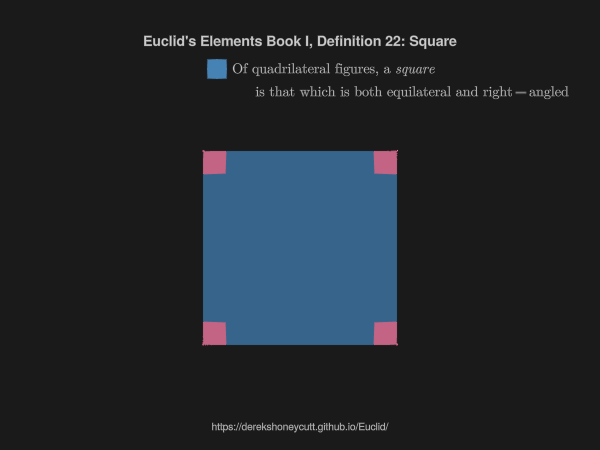 Euclid's Elements Book I, Definition 22: Square
Of quadrilateral figures, a square
is that which is both equilateral and right—angled
https://derekshoneycutt.github.io/Euclid/